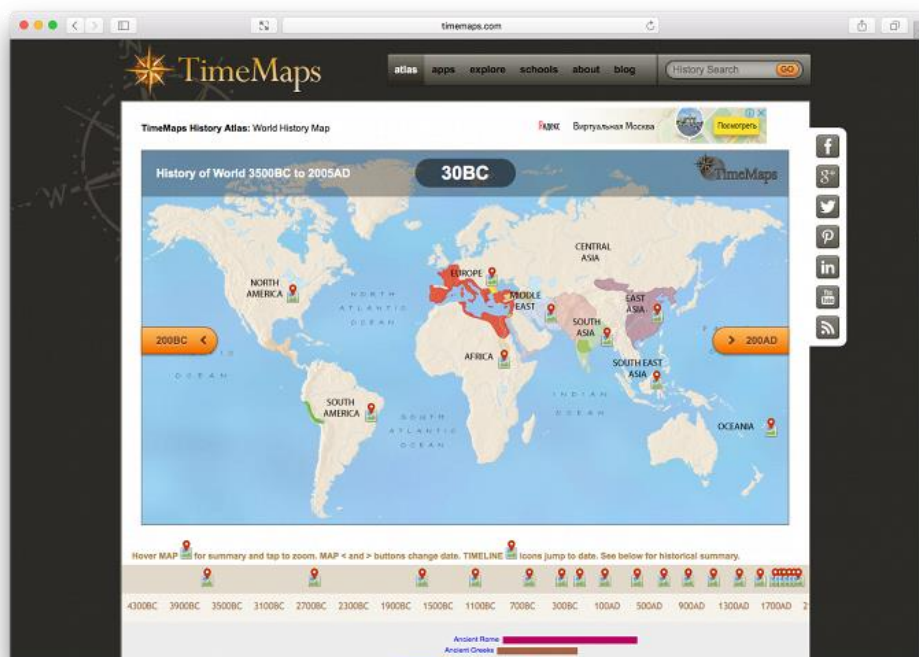 timemaps.com
TimeMaps
atlas apps explore schools about blog
History Search GO
TimeMaps History Atlas: World History Map
Яндекс Виртуальная Москва Посмотреть
History of World 3500BC to 2005AD
30BC
TimeMaps
CENTRAL
ASIA
EUROPE
NORTH
AMERICA
MIDDLE
EAST
EAST
ASIA
NORTH
ATLANTIC
OCEAN
SOUTH
ASIA
200BC <
> 200AD
AFRICA
SOUTH EAST
ASIA
OCEAN
SOUTH
AMERICA
INDIAN
OCEAN
SOUTH
ATLANTIC
OCEAN
OCEANIA
Hover MAP for summary and tap to zoom. MAP < and > buttons change date. TIMELINE icons jump to date. See below for historical summary.
4300BC 3900BC 3500BC 3100BC 2700BC 2300BC 1900BC 1500BC 1100BC 700BC 300BC 100AD 500AD 900AD 1300AD 1700AD
Ancient Rome
Ancient Greeks